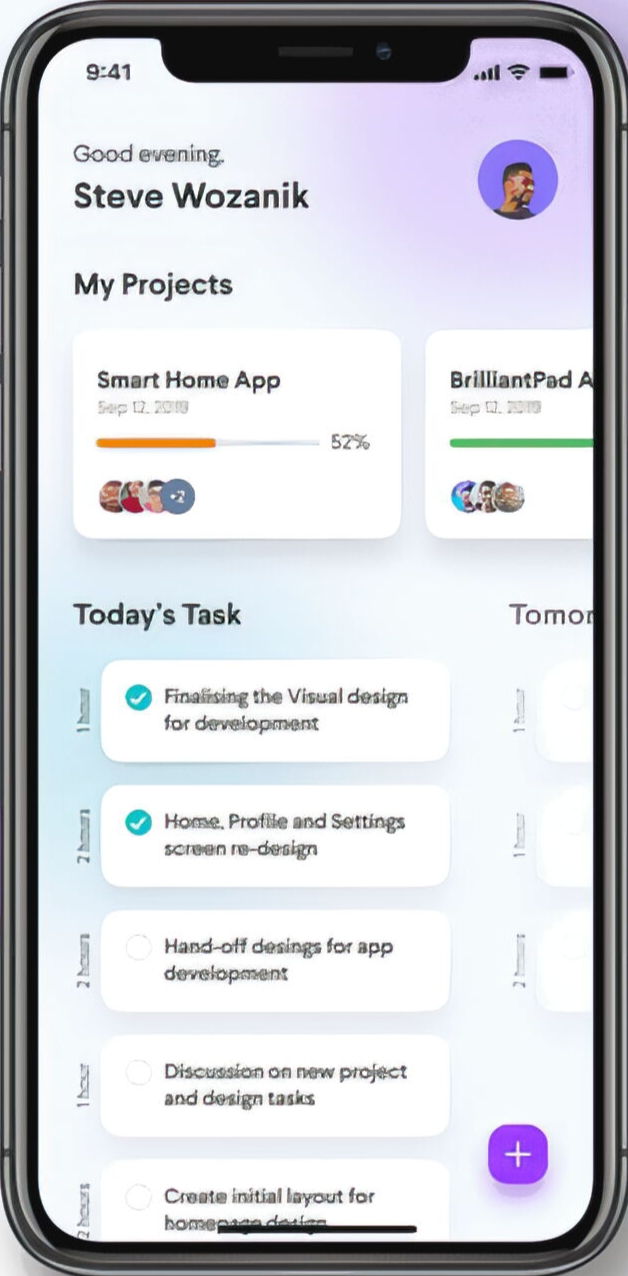 9:41
Good evening,
Steve Wozanik
My Projects
Smart Home App
Sep 12, 2019
52%
+2
BrilliantPad A
Sep 12, 2019
Today's Task
Tomor
1 hour
Finalising the Visual design
for development
1 hour
2 hours
Home, Profile and Settings
screen re-design
1 hour
2 hours
Hand-off desings for app
development
2 hours
1 hour
Discussion on new project
and design tasks
2 hours
Create initial layout for
homepage design